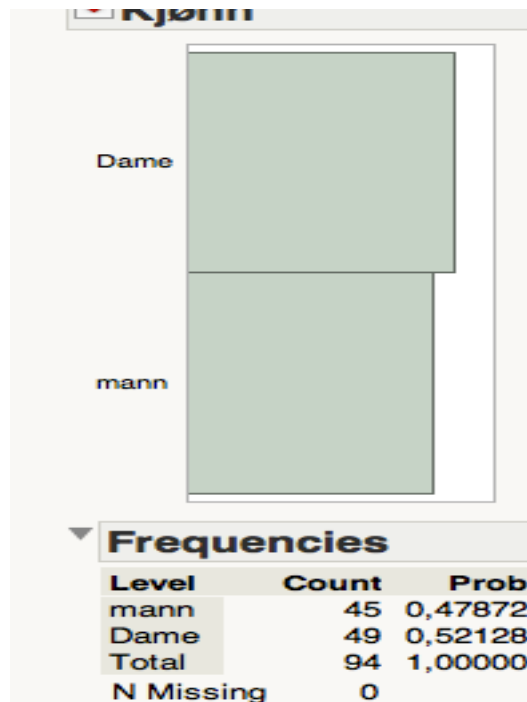 Kjønn
Dame
mann
Frequencies
Level Count Prob
mann 45 0,47872
Dame 49 0,52128
Total 94 1,00000
N Missing 0